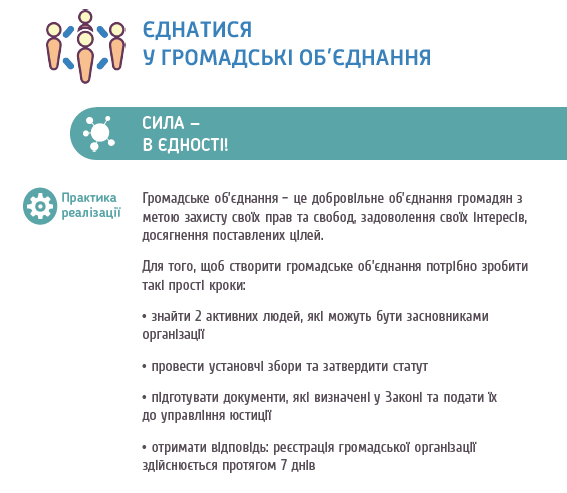 ЄДНАТИСЯ
У ГРОМАДСЬКІ ОБ'ЄДНАННЯ
СИЛА –
В ЄДНОСТІ!
Практика
реалізації
Громадське об'єднання – це добровільне об'єднання громадян з
метою захисту своїх прав та свобод, задоволення своїх інтересів,
досягнення поставлених цілей.
Для того, щоб створити громадське об'єднання потрібно зробити
такі прості кроки:
• знайти 2 активних людей, які можуть бути засновниками
організації
• провести установчі збори та затвердити статут
• підготувати документи, які визначені у Законі та подати їх
до управління юстиції
• отримати відповідь: реєстрація громадської організації
здійснюється протягом 7 днів